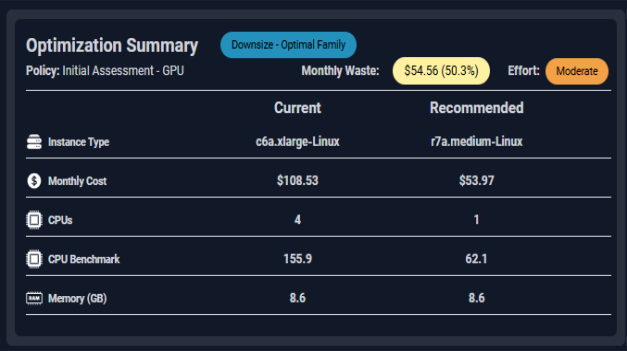 Optimization Summary Downsize - Optimal Family
Policy: Initial Assessment - GPU Monthly Waste: $54.56 (50.3%) Effort: Moderate
Current Recommended
Instance Type c6a.xlarge-Linux r7a.medium-Linux
$ Monthly Cost $108.53 $53.97
CPUs 4 1
CPU Benchmark 155.9 62.1
RAM Memory (GB) 8.6 8.6